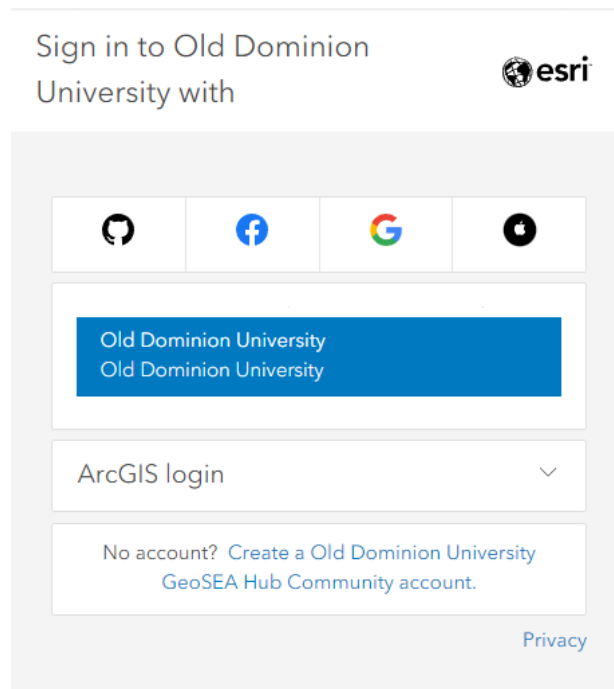 Sign in to Old Dominion
University with
esri
Old Dominion University
Old Dominion University
ArcGIS login
No account? Create a Old Dominion University
GeoSEA Hub Community account.
Privacy